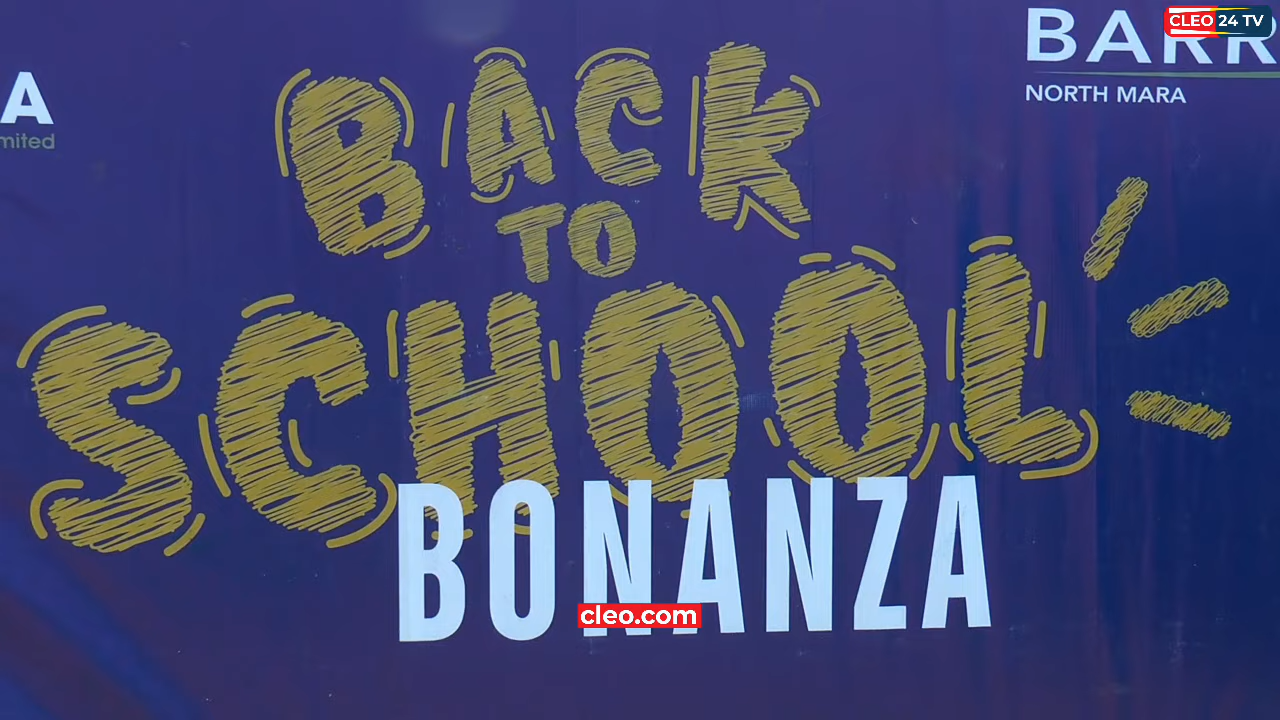 CLEO 24 TV
BARR
NORTH MARA
A
mited
BACK
TO
SCHOOL
BONANZA
cleo.com